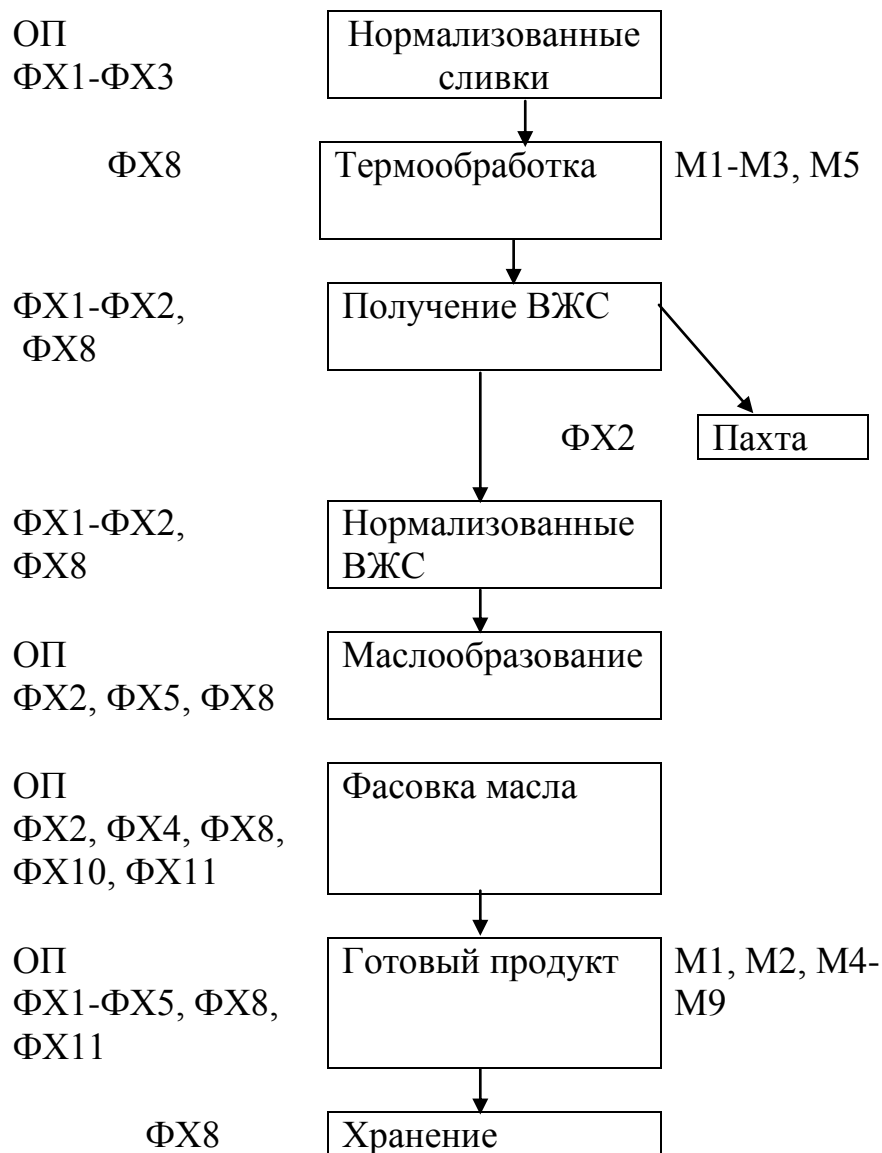 ОП
ФХ1-ФХ3
Нормализованные
сливки
ФХ8
Термообработка
М1-М3, М5
ФХ1-ФХ2,
ФХ8
Получение ВЖС
ФХ2
Пахта
ФХ1-ФХ2,
ФХ8
Нормализованные
ВЖС
ОП
ФХ2, ФХ5, ФХ8
Маслообразование
ОП
ФХ2, ФХ4, ФХ8,
ФХ10, ФХ11
Фасовка масла
ОП
ФХ1-ФХ5, ФХ8,
ФХ11
Готовый продукт
М1, М2, М4-
М9
ФХ8
Хранение